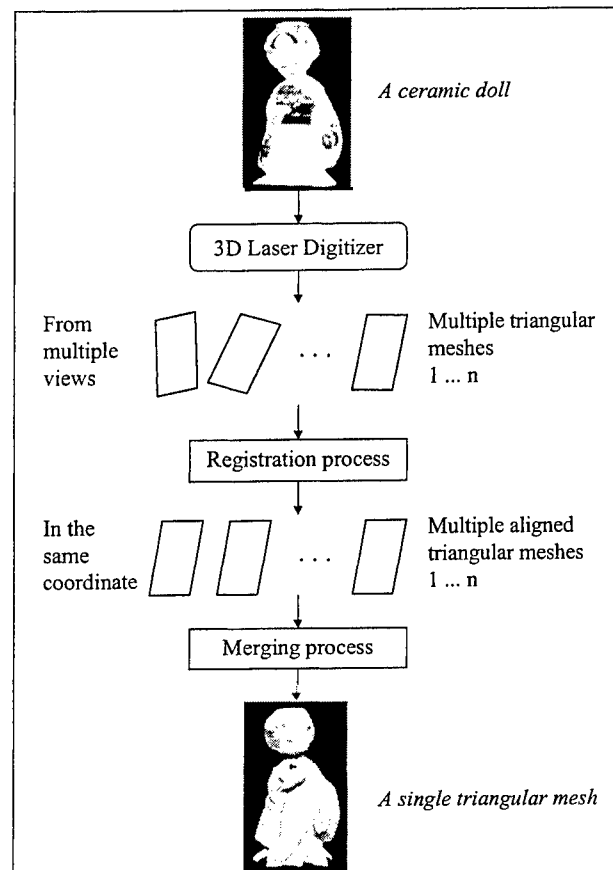 A ceramic doll
3D Laser Digitizer
From
multiple
views
. . .
Multiple triangular
meshes
1 ... n
Registration process
In the
same
coordinate
. . .
Multiple aligned
triangular meshes
1 ... n
Merging process
A single triangular mesh